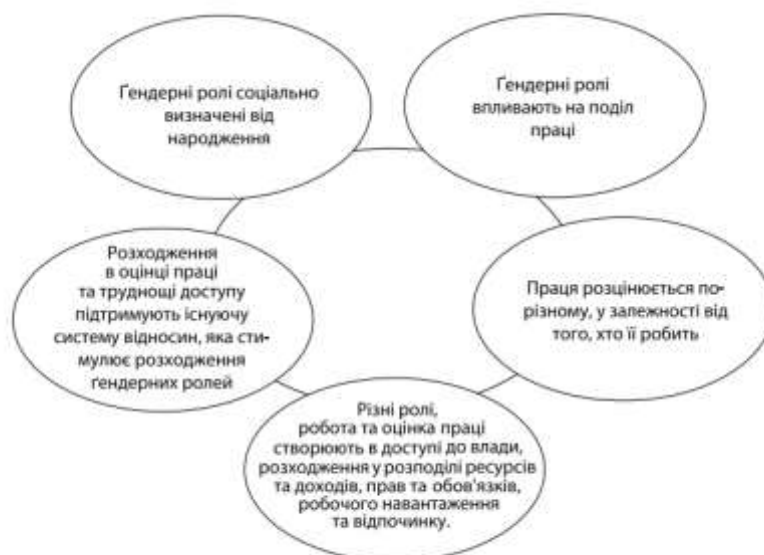 Ґендерні ролі соціально
визначені від
народження
Ґендерні ролі
впливають на поділ
праці
Праця розцінюється по-
різному, у залежності від
того, хто її робить
Різні ролі,
робота та оцінка праці
створюють в доступі до влади,
розходження у розподілі ресурсів
та доходів, прав та обов'язків,
робочого навантаження
та відпочинку.
Розходження
в оцінці праці
та труднощі доступу
підтримують існуючу
систему відносин, яка сти-
мулює розходження
ґендерних ролей